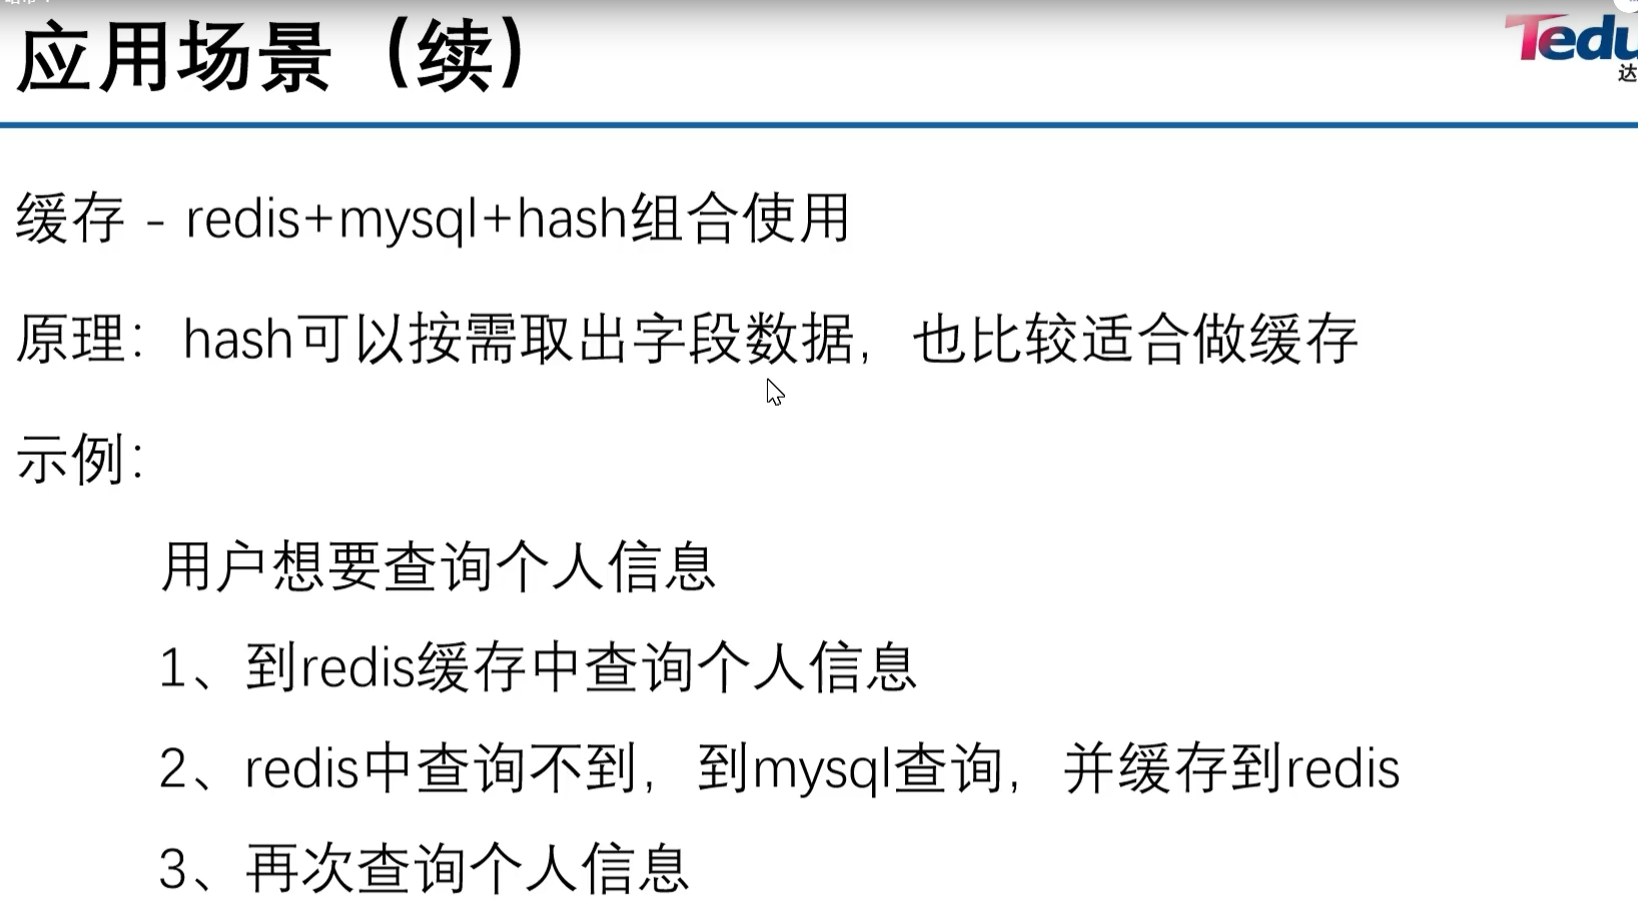 应用场景（续）
Tedu
达
缓存 - redis+mysql+hash组合使用
原理：hash可以按需取出字段数据，也比较适合做缓存
示例：
用户想要查询个人信息
1、到redis缓存中查询个人信息
2、redis中查询不到，到mysql查询，并缓存到redis
3、再次查询个人信息